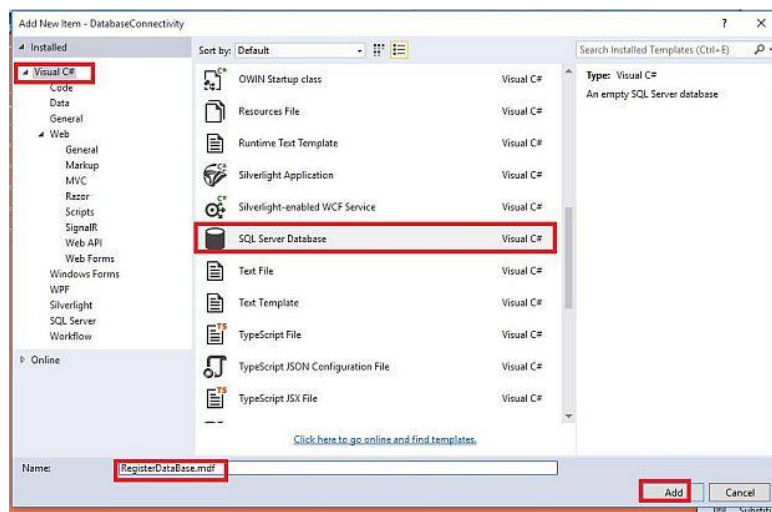 Add New Item - DatabaseConnectivity
? X
Installed
Sort by: Default
Search Installed Templates (Ctrl+E)
Visual C#
Code
Data
General
Web
General
Markup
MVC
Razor
Scripts
SignalR
Web API
Web Forms
Windows Forms
WPF
Silverlight
SQL Server
Workflow
Online
OWIN Startup class Visual C#
Resources File Visual C#
Runtime Text Template Visual C#
Silverlight Application Visual C#
Silverlight-enabled WCF Service Visual C#
SQL Server Database Visual C#
Text File Visual C#
Text Template Visual C#
TS
TypeScript File Visual C#
TypeScript JSON Configuration File Visual C#
TS
TypeScript JSX File Visual C#
Click here to go online and find templates.
Type: Visual C#
An empty SQL Server database
Name: RegisterDataBase.mdf
Add Cancel